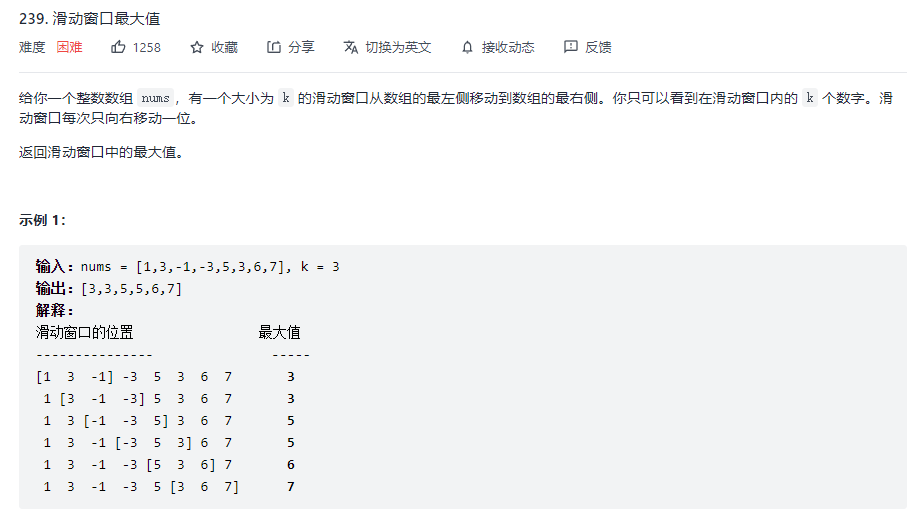 239. 滑动窗口最大值
难度 困难 1258 收藏 分享 切换为英文 接收动态 反馈
给你一个整数数组 nums，有一个大小为 k 的滑动窗口从数组的最左侧移动到数组的最右侧。你只可以看到在滑动窗口内的 k 个数字。滑
动窗口每次只向右移动一位。
返回滑动窗口中的最大值。
示例 1：
输入：nums = [1,3,-1,-3,5,3,6,7], k = 3
输出：[3,3,5,5,6,7]
解释：
滑动窗口的位置 最大值
--------------- -----
[1 3 -1] -3 5 3 6 7 3
1 [3 -1 -3] 5 3 6 7 3
1 3 [-1 -3 5] 3 6 7 5
1 3 -1 [-3 5 3] 6 7 5
1 3 -1 -3 [5 3 6] 7 6
1 3 -1 -3 5 [3 6 7] 7